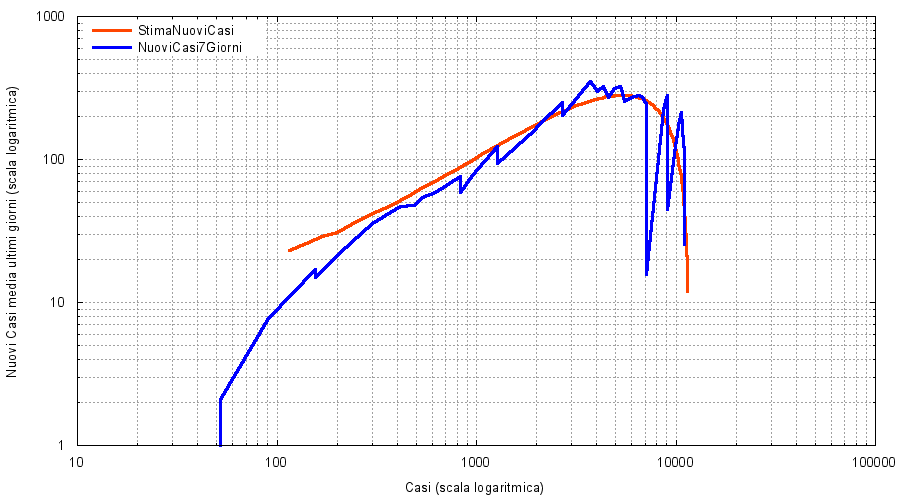 1000
StimaNuoviCasi
NuoviCasi7Giorni
100
10
1
Nuovi Casi media ultimi giorni (scala logaritmica)
10
100
1000
10000
100000
Casi (scala logaritmica)